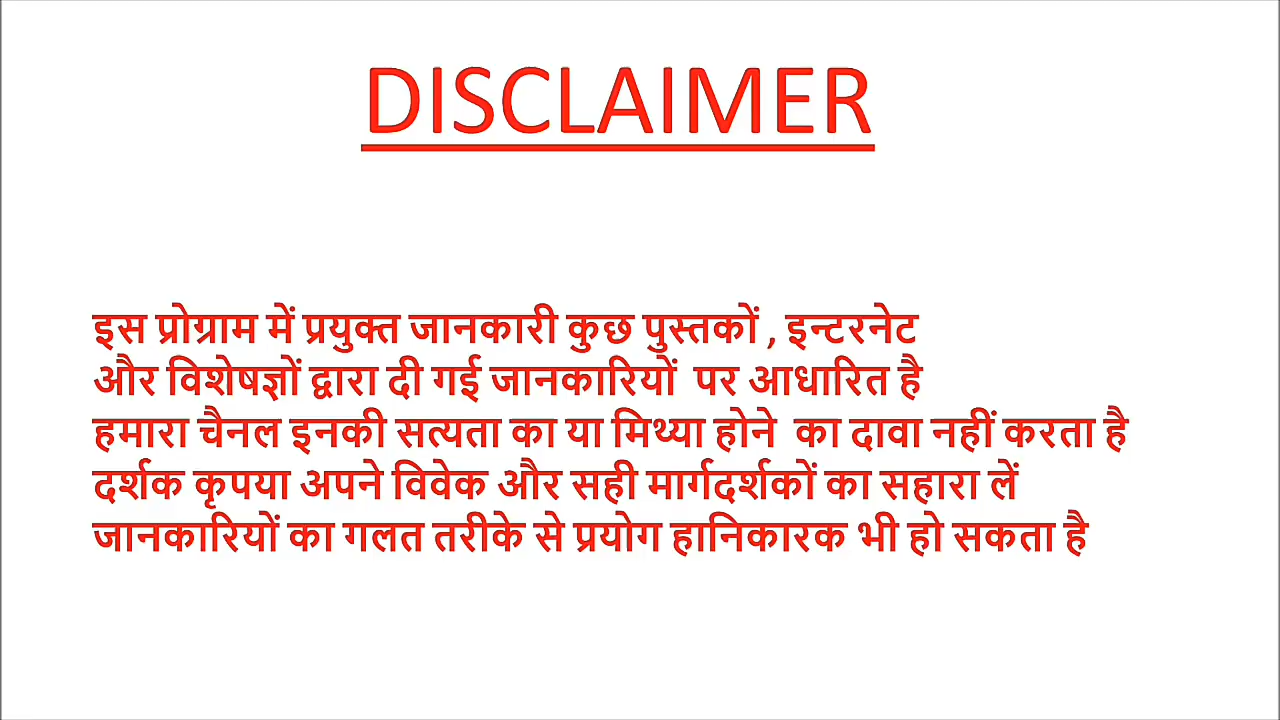 DISCLAIMER
इस प्रोग्राम में प्रयुक्त जानकारी कुछ पुस्तकों , इन्टरनेट
और विशेषज्ञों द्वारा दी गई जानकारियों पर आधारित है
हमारा चैनल इनकी सत्यता का या मिथ्या होने का दावा नहीं करता है
दर्शक कृपया अपने विवेक और सही मार्गदर्शकों का सहारा लें
जानकारियों का गलत तरीके से प्रयोग हानिकारक भी हो सकता है